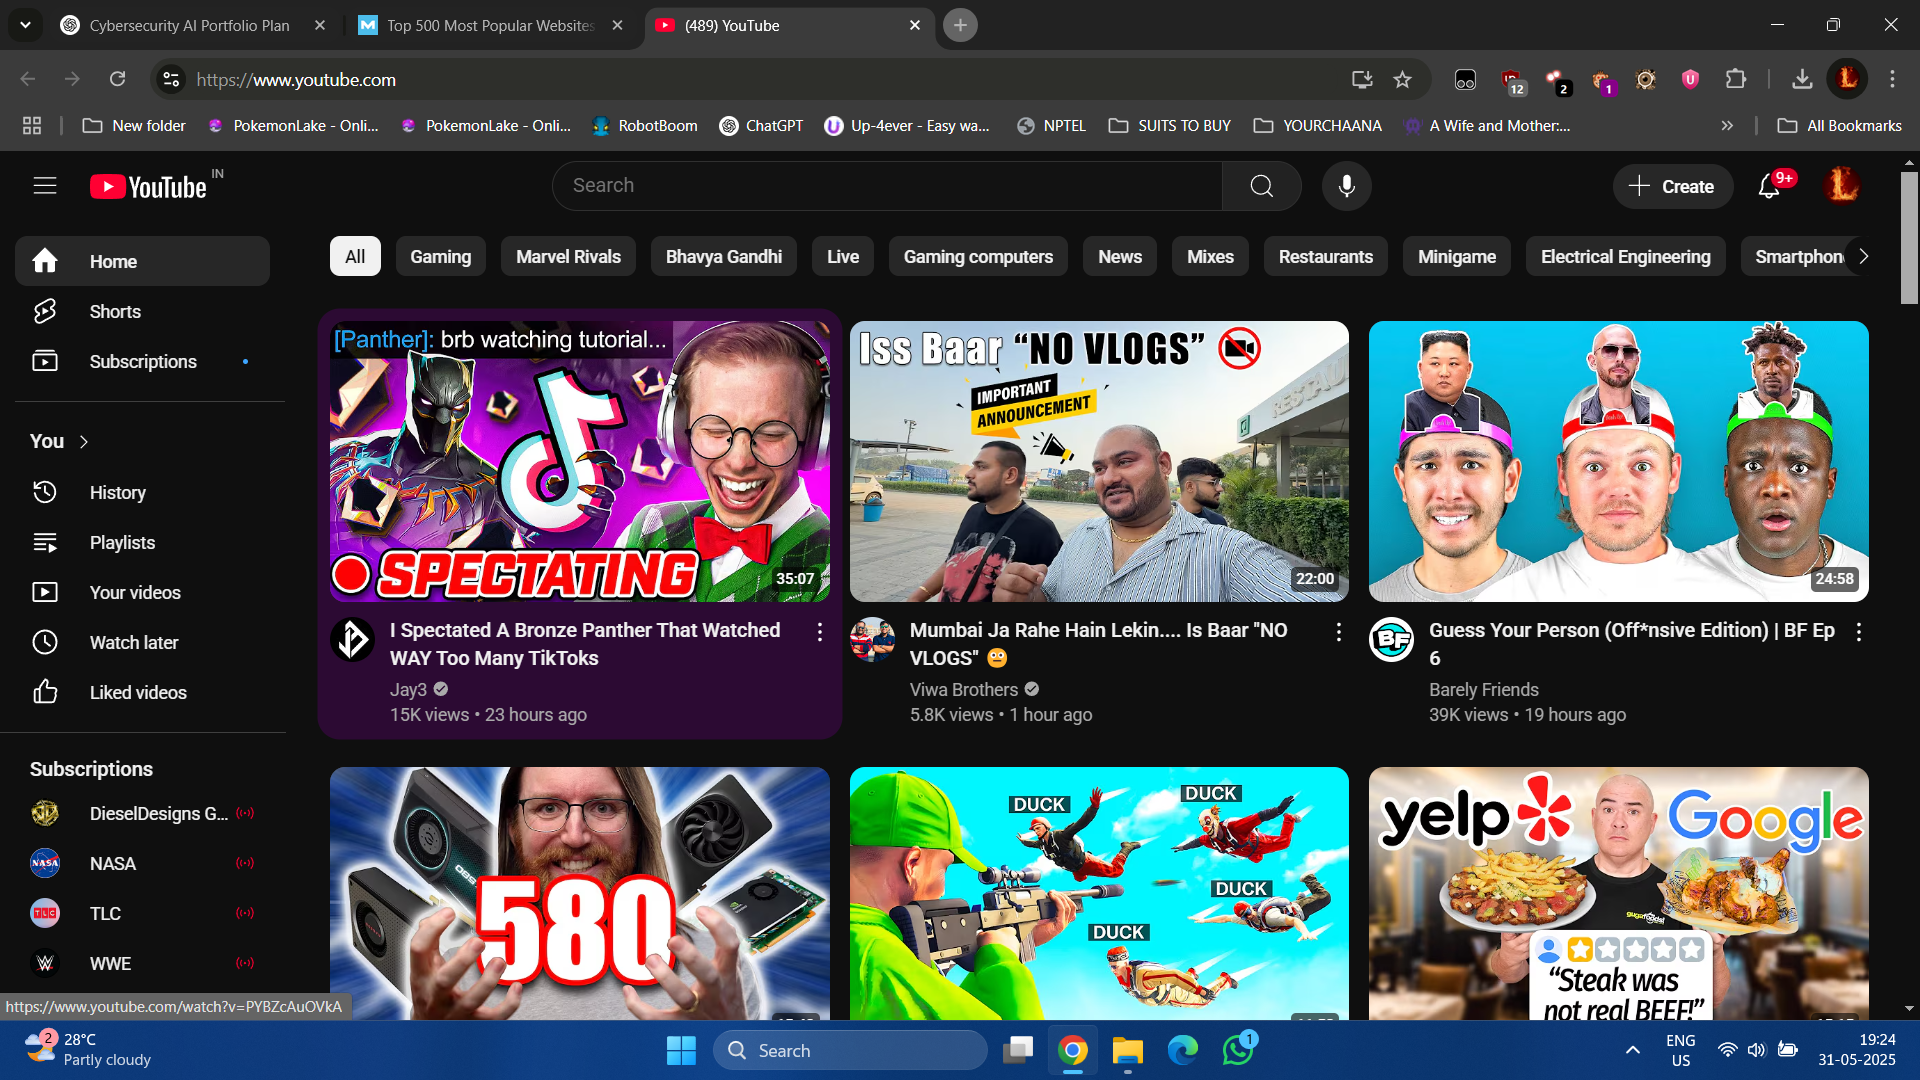 Cybersecurity AI Portfolio Plan
Top 500 Most Popular Websites
(489) YouTube
https://www.youtube.com
12
2
1
New folder
PokemonLake - Onli...
PokemonLake - Onli...
RobotBoom
ChatGPT
Up-4ever - Easy wa...
NPTEL
SUITS TO BUY
YOURCHAANA
A Wife and Mother:...
All Bookmarks
YouTube IN
Search
Create
9+
Home
Shorts
Subscriptions
You
History
Playlists
Your videos
Watch later
Liked videos
Subscriptions
DieselDesigns G...
NASA
NASA
TLC
TLC
WWE
All
Gaming
Marvel Rivals
Bhavya Gandhi
Live
Gaming computers
News
Mixes
Restaurants
Minigame
Electrical Engineering
Smartphon
[Panther]: brb watching tutorial...
SPECTATING
35:07
I Spectated A Bronze Panther That Watched
WAY Too Many TikToks
Jay3
15K views • 23 hours ago
Iss Baar "NO VLOGS"
IMPORTANT
ANNOUNCEMENT
22:00
Mumbai Ja Rahe Hain Lekin.... Is Baar "NO
VLOGS" 😳
Viwa Brothers
5.8K views • 1 hour ago
24:58
BF
Guess Your Person (Off*nsive Edition) | BF Ep
6
Barely Friends
39K views • 19 hours ago
580
DUCK
DUCK
DUCK
DUCK
yelp
Google
"Steak was
not real BEEF!"
https://www.youtube.com/watch?v=PYBZcAuOVkA
2
28°C
Partly cloudy
Search
1
ENG
US
19:24
31-05-2025